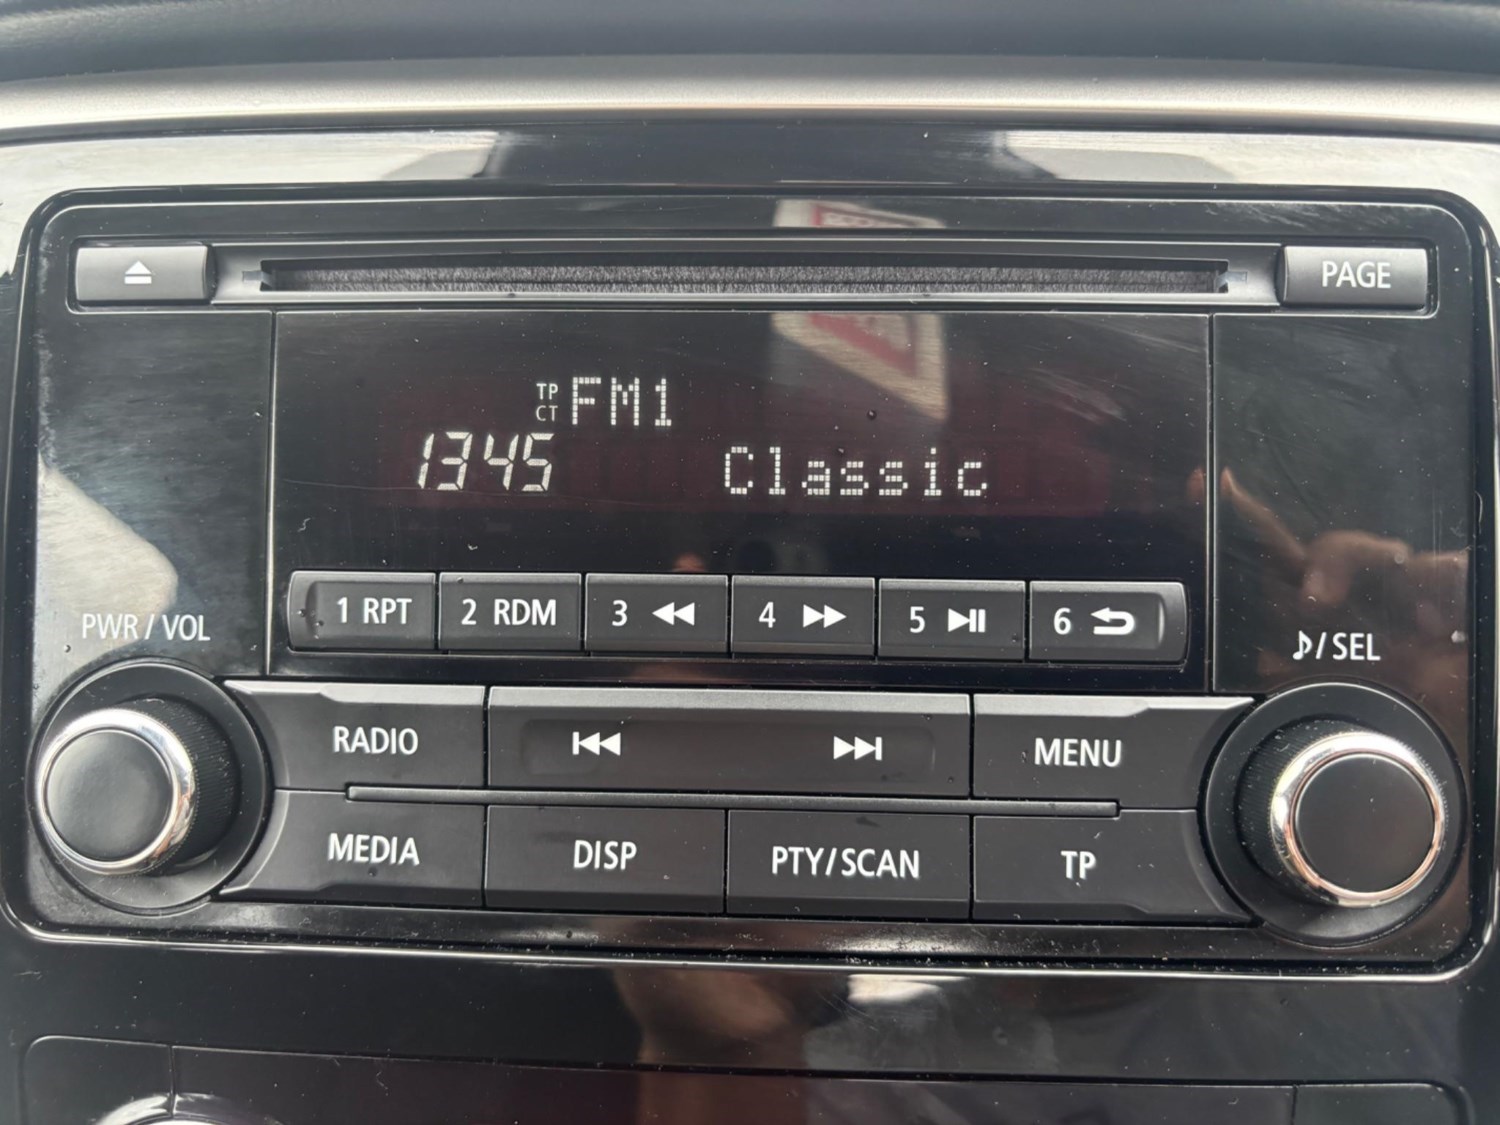 PAGE
TP
CT
FM1
1345
Classic
1 RPT
2 RDM
3
4
5
6
PWR / VOL
♪/SEL
RADIO
MENU
MEDIA
DISP
PTY/SCAN
TP